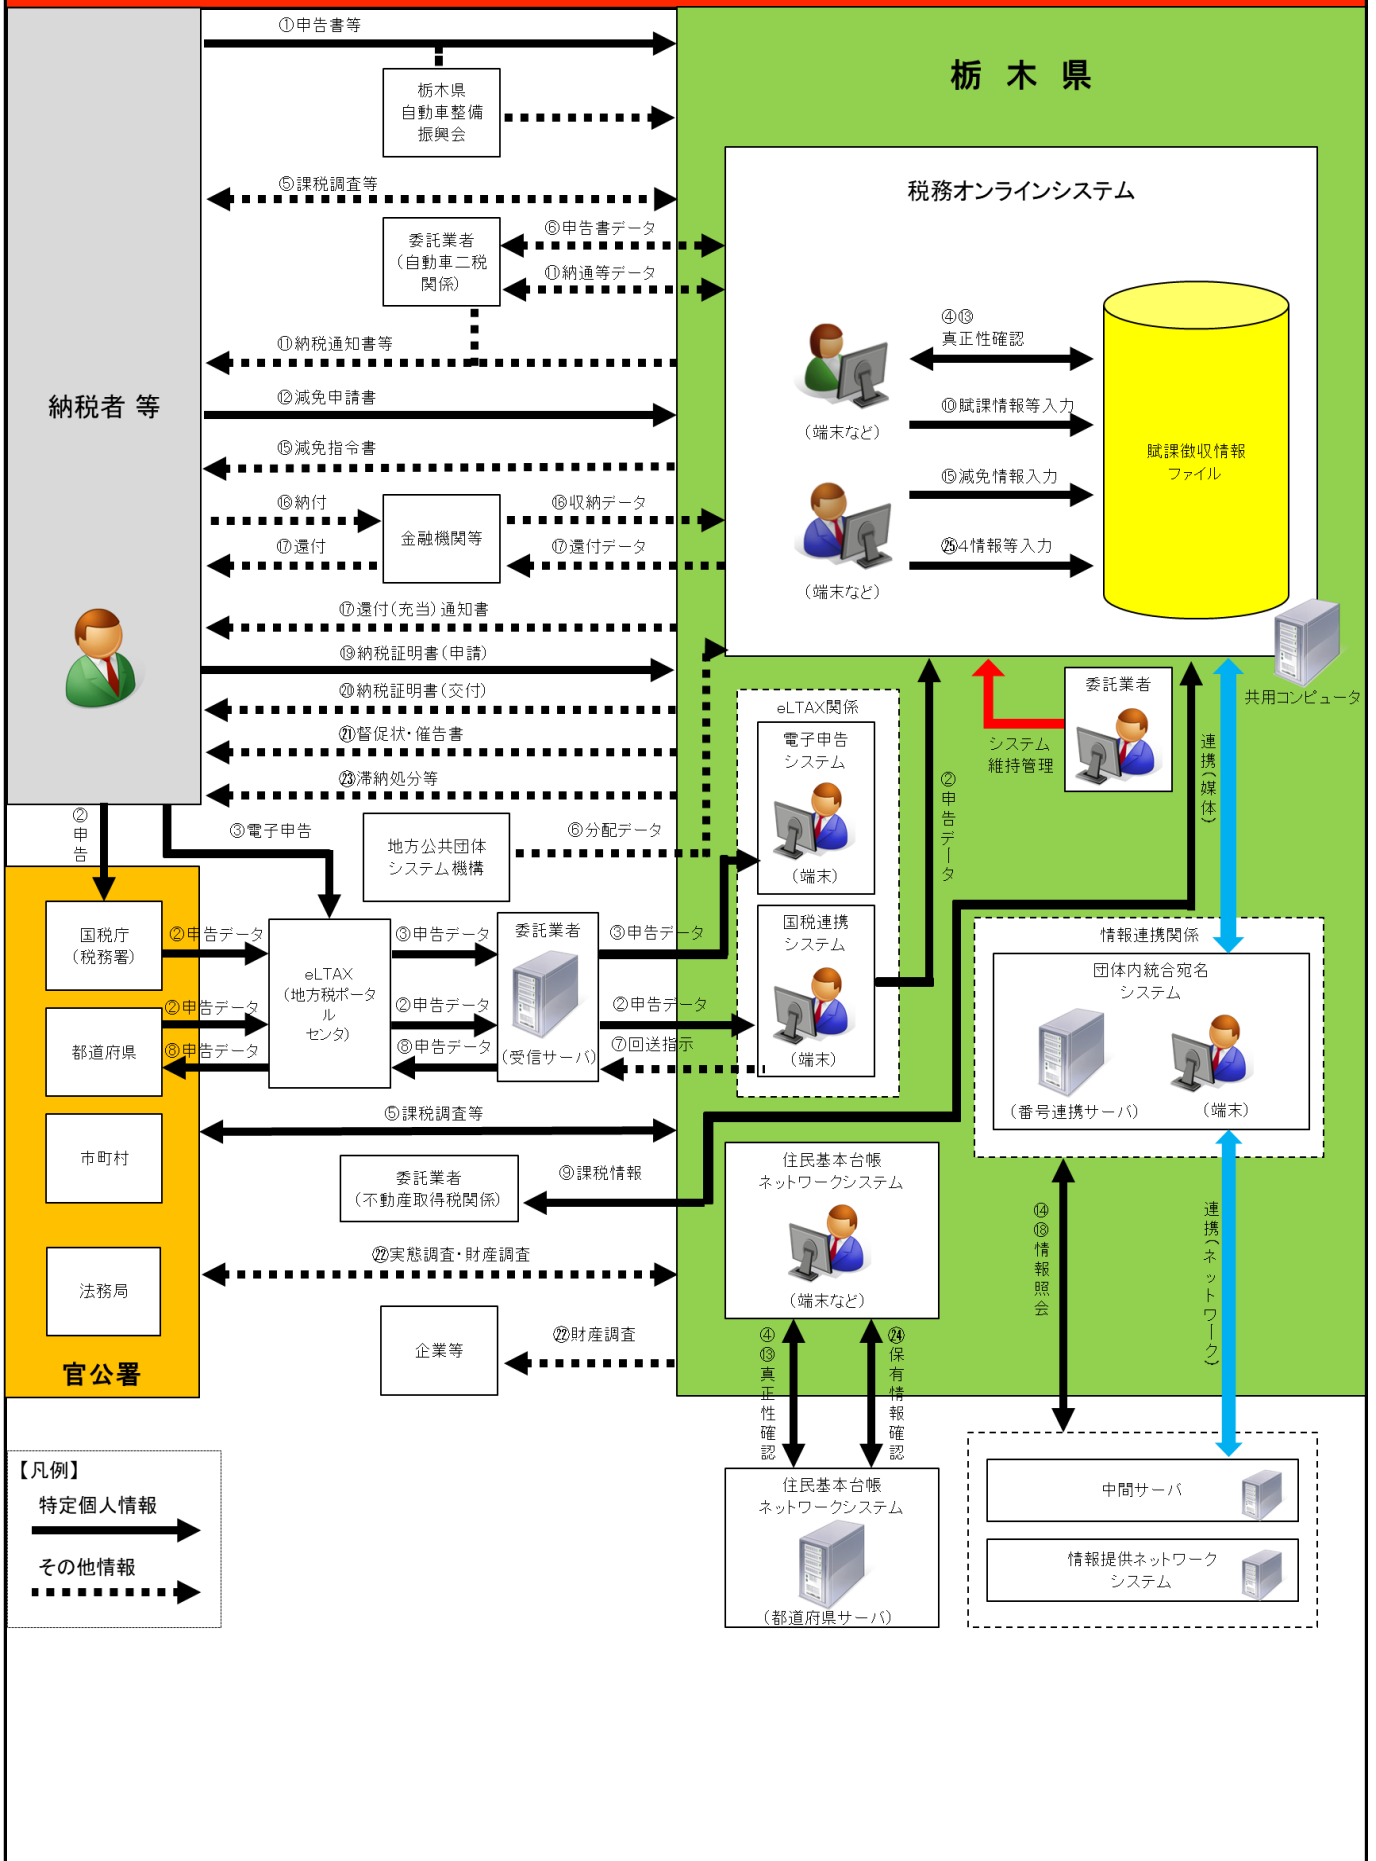 ①申告書等
栃木県
栃木県
自動車整備
振興会
⑤課税調査等
税務オンラインシステム
⑥申告書データ
委託業者
(自動車二税
関係)
⑪納通等データ
④⑬
真正性確認
⑪納税通知書等
納税者 等
⑫減免申請書
⑩賦課情報等入力
(端末など)
⑮減免指令書
賦課徴収情報
ファイル
⑮減免情報入力
⑯納付
⑯収納データ
金融機関等
⑰還付
⑰還付データ
㉕4情報等入力
(端末など)
⑰還付(充当)通知書
⑲納税証明書(申請)
⑳納税証明書(交付)
㉑督促状・催告書
㉓滞納処分等
共用コンピュータ
委託業者
システム
維持管理
連携(媒体)
eLTAX関係
電子申告
システム
(端末)
②申告データ
②申告
③電子申告
地方公共団体
システム機構
⑥分配データ
国税庁
(税務署)
②申告データ
eLTAX
(地方税ポータ
ル
センタ)
③申告データ
委託業者
(受信サーバ)
③申告データ
国税連携
システム
(端末)
情報連携関係
団体内統合宛名
システム
(番号連携サーバ)
(端末)
都道府県
②申告データ
②申告データ
②申告データ
⑧申告データ
⑧申告データ
⑦回送指示
⑤課税調査等
市町村
委託業者
(不動産取得税関係)
⑨課税情報
住民基本台帳
ネットワークシステム
(端末など)
⑭⑱情報照会
連携(ネットワーク)
法務局
㉒実態調査・財産調査
企業等
㉒財産調査
官公署
④⑬真正性確認
㉔保有情報確認
【凡例】
特定個人情報
その他情報
住民基本台帳
ネットワークシステム
(都道府県サーバ)
中間サーバ
情報提供ネットワーク
システム